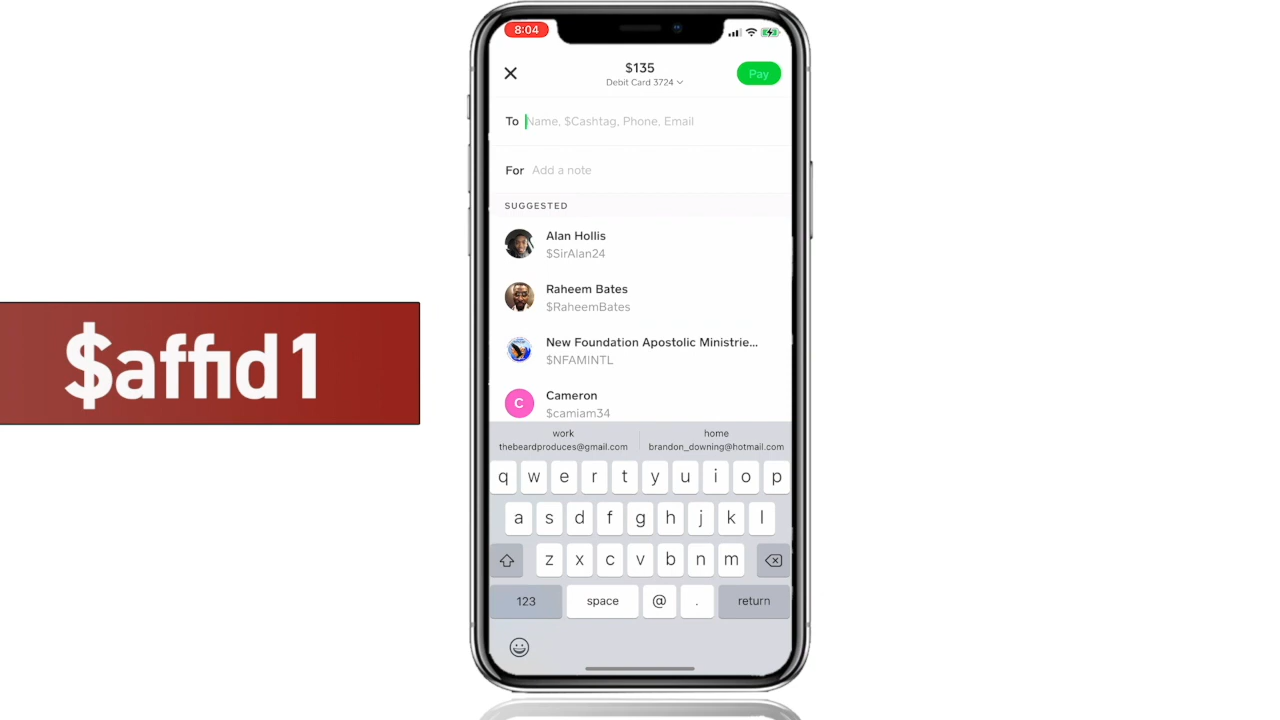 8:04
$135
Debit Card 3724
Pay
To Name, $Cashtag, Phone, Email
For Add a note
SUGGESTED
Alan Hollis
$SirAlan24
Raheem Bates
$RaheemBates
$affid1
New Foundation Apostolic Ministrie...
$NFAMINTL
Cameron
C
$camiam34
work
thebeardproduces@gmail.com
home
brandon_downing@hotmail.com
q w e r t y u i o p
a s d f g h j k l
z x c v b n m
123 space @ . return